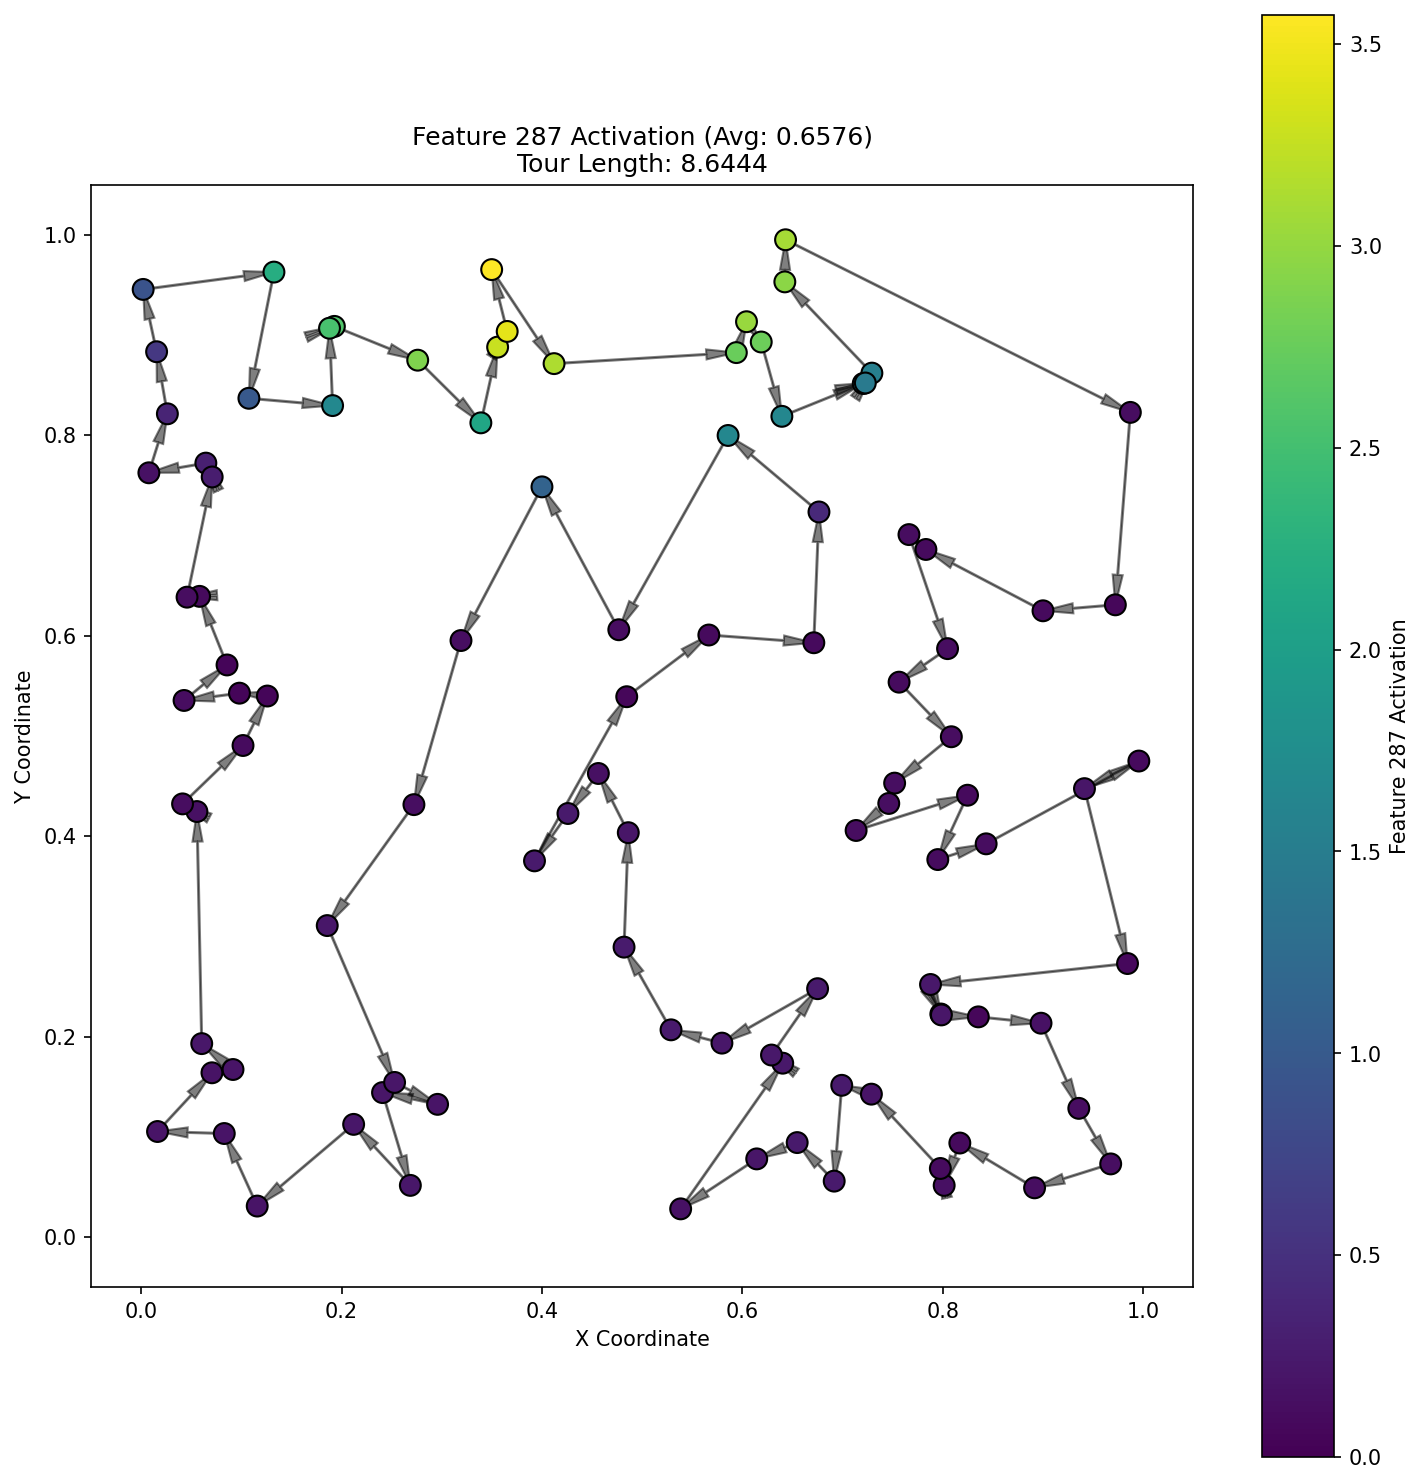 Feature 287 Activation (Avg: 0.6576)
Tour Length: 8.6444
Y Coordinate
1.0
0.8
0.6
0.4
0.2
0.0
0.0 0.2 0.4 0.6 0.8 1.0
X Coordinate
3.5
3.0
2.5
2.0
1.5
1.0
0.5
0.0
Feature 287 Activation